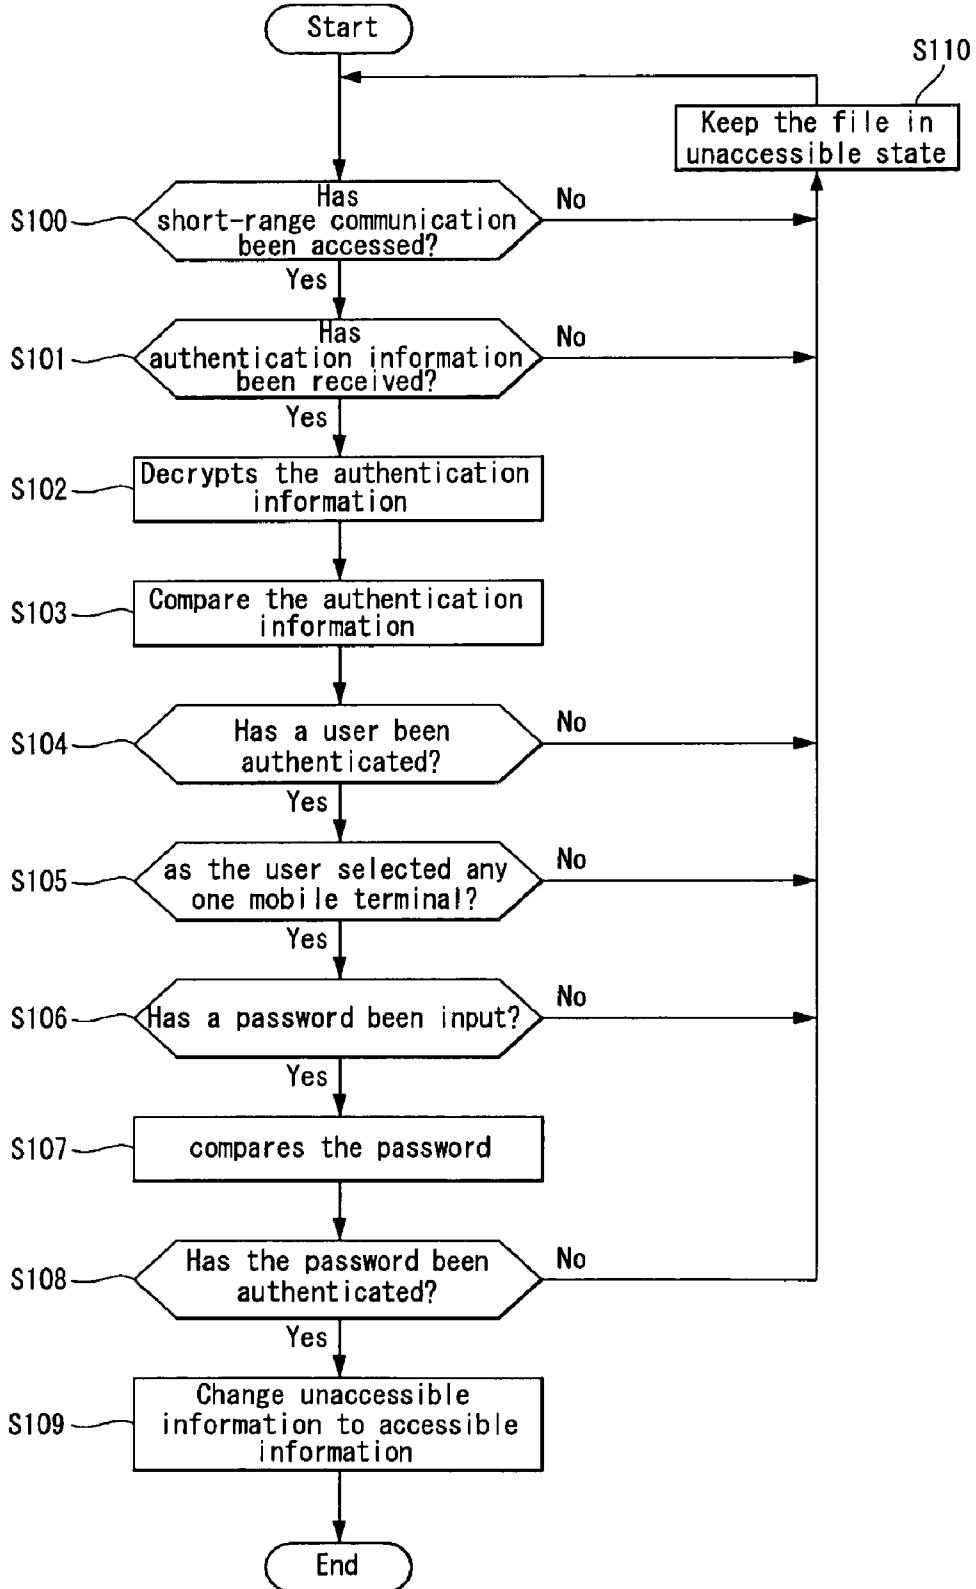 Start
S110
Keep the file in
unaccessible state
Has
short-range communication
been accessed?
No
S100
Yes
Has
authentication information
been received?
No
S101
Yes
Decrypts the authentication
information
S102
Compare the authentication
information
S103
Has a user been
authenticated?
No
S104
Yes
as the user selected any
one mobile terminal?
No
S105
Yes
Has a password been input?
No
S106
Yes
compares the password
S107
Has the password been
authenticated?
No
S108
Yes
Change unaccessible
information to accessible
information
S109
End